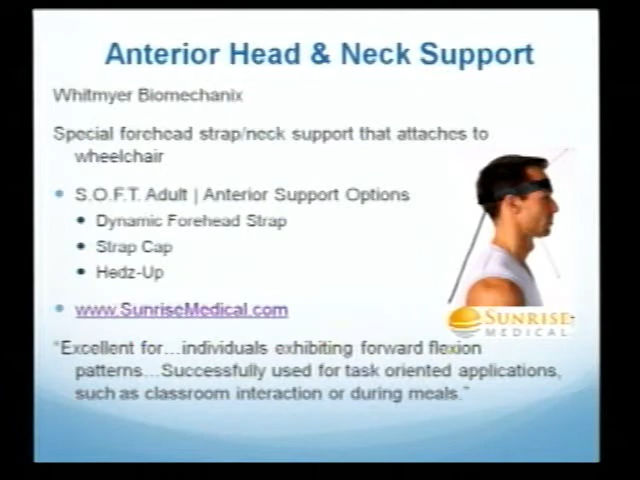 Anterior Head & Neck Support
Whitmyer Biomechanix
Special forehead strap/neck support that attaches to
wheelchair
S.O.F.T. Adult | Anterior Support Options
Dynamic Forehead Strap
Strap Cap
Hedz-Up
www.SunriseMedical.com
SUNRISE
MEDICAL
"Excellent for...individuals exhibiting forward flexion
patterns...Successfully used for task oriented applications,
such as classroom interaction or during meals."